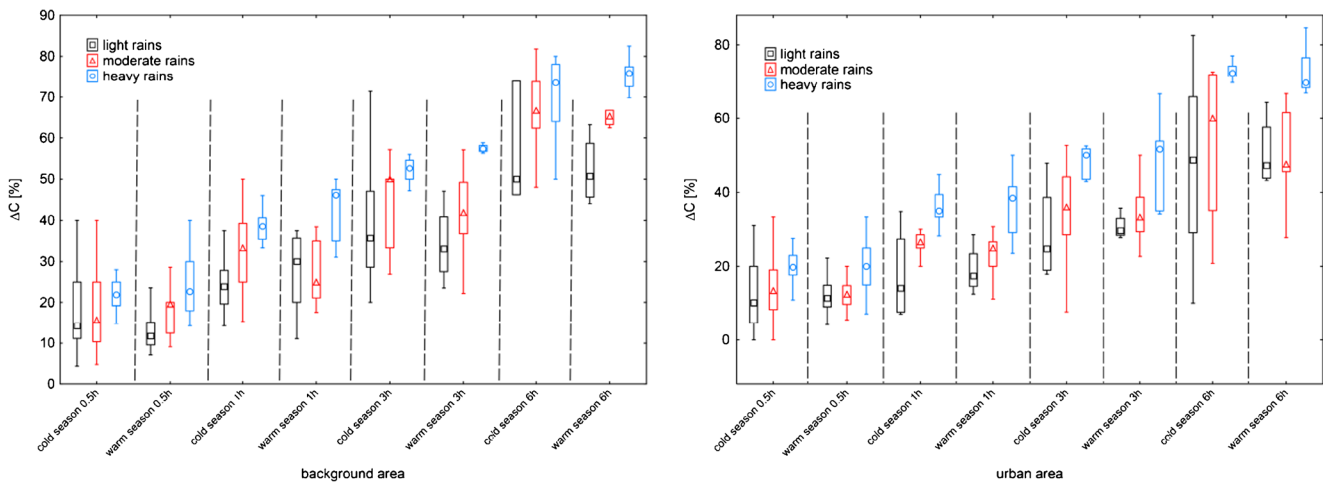 90
80
70
60
50
40
30
20
10
0
ΔC [%]
light rains
moderate rains
heavy rains
cold season 0.5h
warm season 0.5h
cold season 1h
warm season 1h
cold season 3h
warm season 3h
cold season 6h
warm season 6h
background area
80
60
40
20
0
ΔC [%]
light rains
moderate rains
heavy rains
cold season 0.5h
warm season 0.5h
cold season 1h
warm season 1h
cold season 3h
warm season 3h
cold season 6h
warm season 6h
urban area